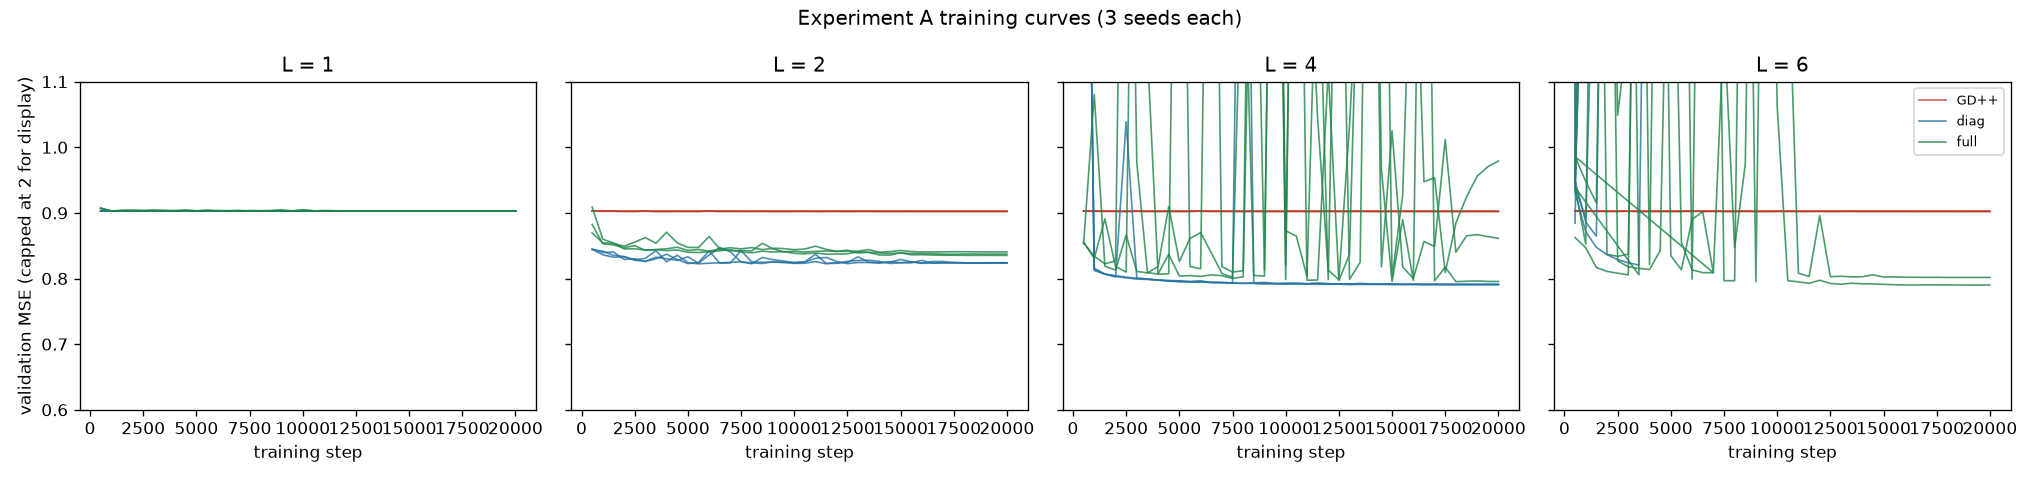 Experiment A training curves (3 seeds each)
L = 1
L = 2
L = 4
L = 6
validation MSE (capped at 2 for display)
1.1
1.0
0.9
0.8
0.7
0.6
GD++
diag
full
0 2500 5000 7500 10000 12500 15000 17500 20000
0 2500 5000 7500 10000 12500 15000 17500 20000
0 2500 5000 7500 10000 12500 15000 17500 20000
0 2500 5000 7500 10000 12500 15000 17500 20000
training step
training step
training step
training step